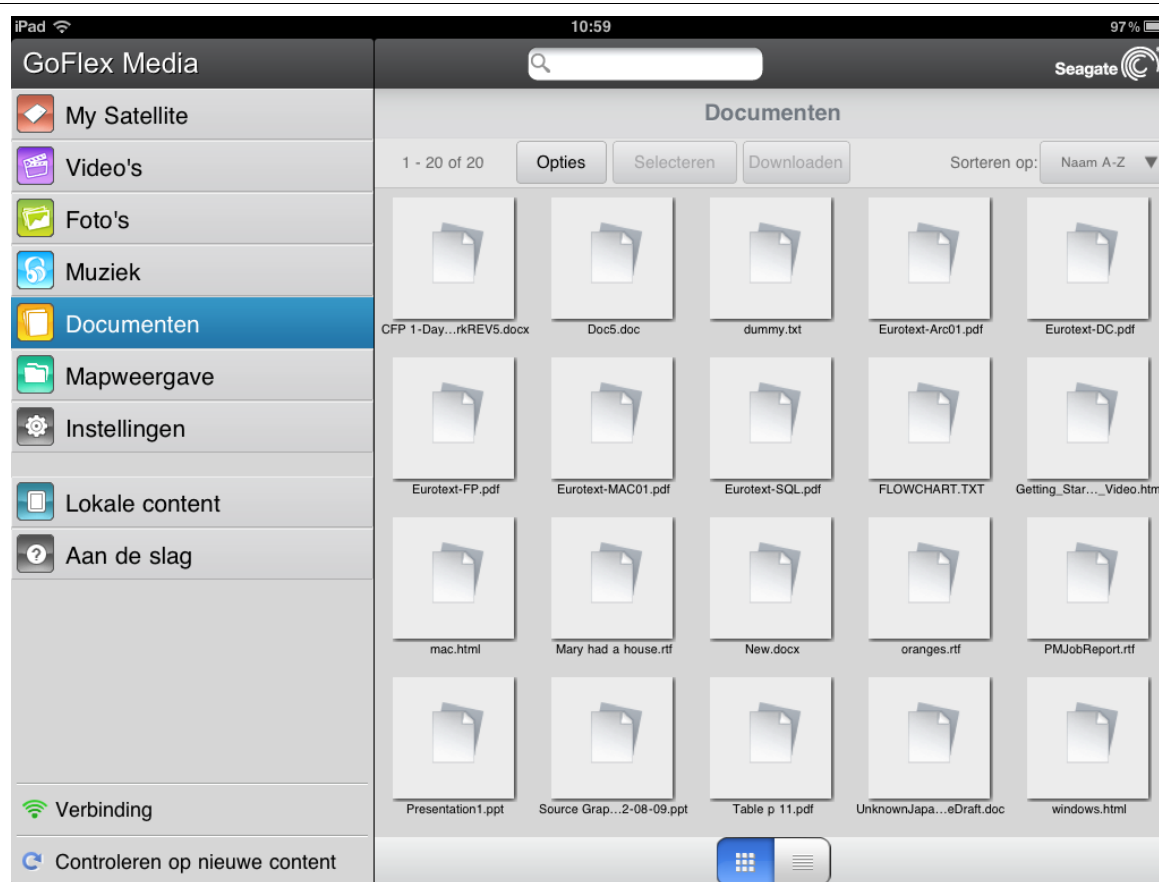 iPad 10:59 97%
GoFlex Media
Seagate
My Satellite
Video's
Foto's
Muziek
Documenten
Mapweergave
Instellingen
Lokale content
Aan de slag
Verbinding
Controleren op nieuwe content
Documenten
1 - 20 of 20 Opties Selecteren Downloaden Sorteren op: Naam A-Z
CFP 1-Day...rkREV5.docx Doc5.doc dummy.txt Eurotext-Arc01.pdf Eurotext-DC.pdf
Eurotext-FP.pdf Eurotext-MAC01.pdf Eurotext-SQL.pdf FLOWCHART.TXT Getting_Star..._Video.htm
mac.html Mary had a house.rtf New.docx oranges.rtf PMJobReport.rtf
Presentation1.ppt Source Grap...2-08-09.ppt Table p 11.pdf UnknownJapa...eDraft.doc windows.html